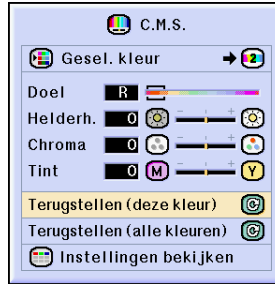 C.M.S.
Gesel. kleur 2
Doel R
Helderh. 0 - +
Chroma 0 - +
Tint 0 M - + Y
Terugstellen (deze kleur)
Terugstellen (alle kleuren)
Instellingen bekijken